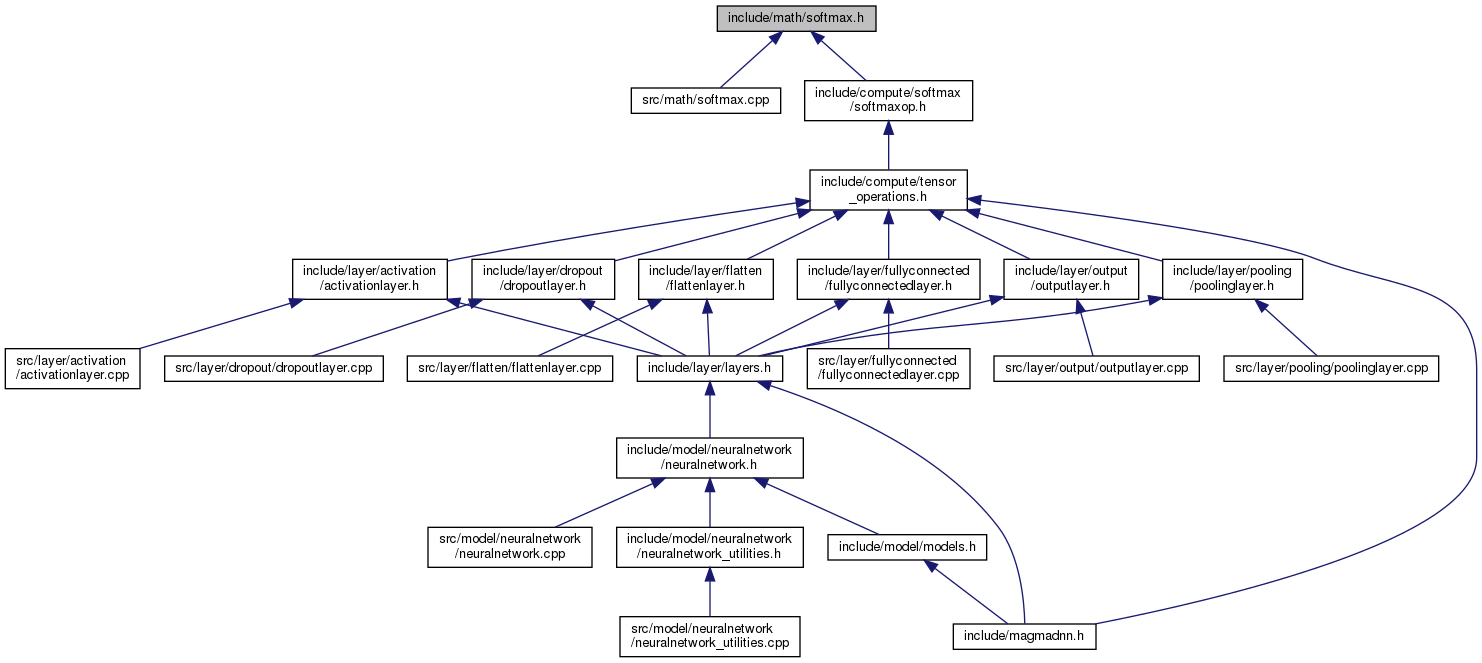 include/math/softmax.h
src/math/softmax.cpp
include/compute/softmax
/softmaxop.h
include/compute/tensor
_operations.h
include/layer/activation
/activationlayer.h
include/layer/dropout
/dropoutlayer.h
include/layer/flatten
/flattenlayer.h
include/layer/fullyconnected
/fullyconnectedlayer.h
include/layer/output
/outputlayer.h
include/layer/pooling
/poolinglayer.h
src/layer/activation
/activationlayer.cpp
src/layer/dropout/dropoutlayer.cpp
src/layer/flatten/flattenlayer.cpp
include/layer/layers.h
src/layer/fullyconnected
/fullyconnectedlayer.cpp
src/layer/output/outputlayer.cpp
src/layer/pooling/poolinglayer.cpp
include/model/neuralnetwork
/neuralnetwork.h
src/model/neuralnetwork
/neuralnetwork.cpp
include/model/neuralnetwork
/neuralnetwork_utilities.h
include/model/models.h
src/model/neuralnetwork
/neuralnetwork_utilities.cpp
include/magmadnn.h